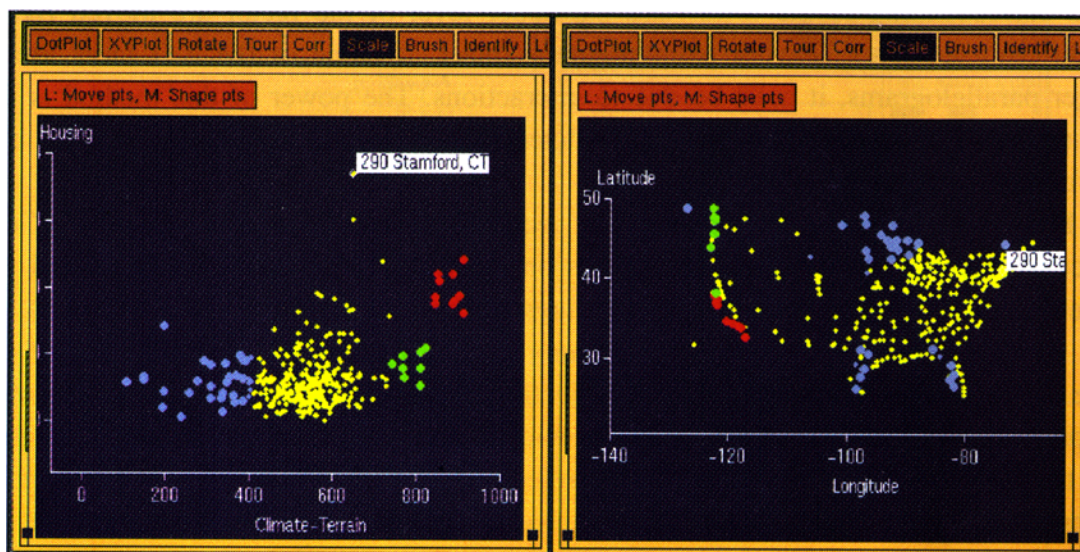 DotPlot XYPlot Rotate Tour Corr Scale Brush Identify
L: Move pts, M: Shape pts
Housing
290 Stamford, CT
0 200 400 600 800 1000
Climate-Terrain
DotPlot XYPlot Rotate Tour Corr Scale Brush Identify
L: Move pts, M: Shape pts
Latitude
50
290 Sta
40
30
-140 -120 -100 -80
Longitude